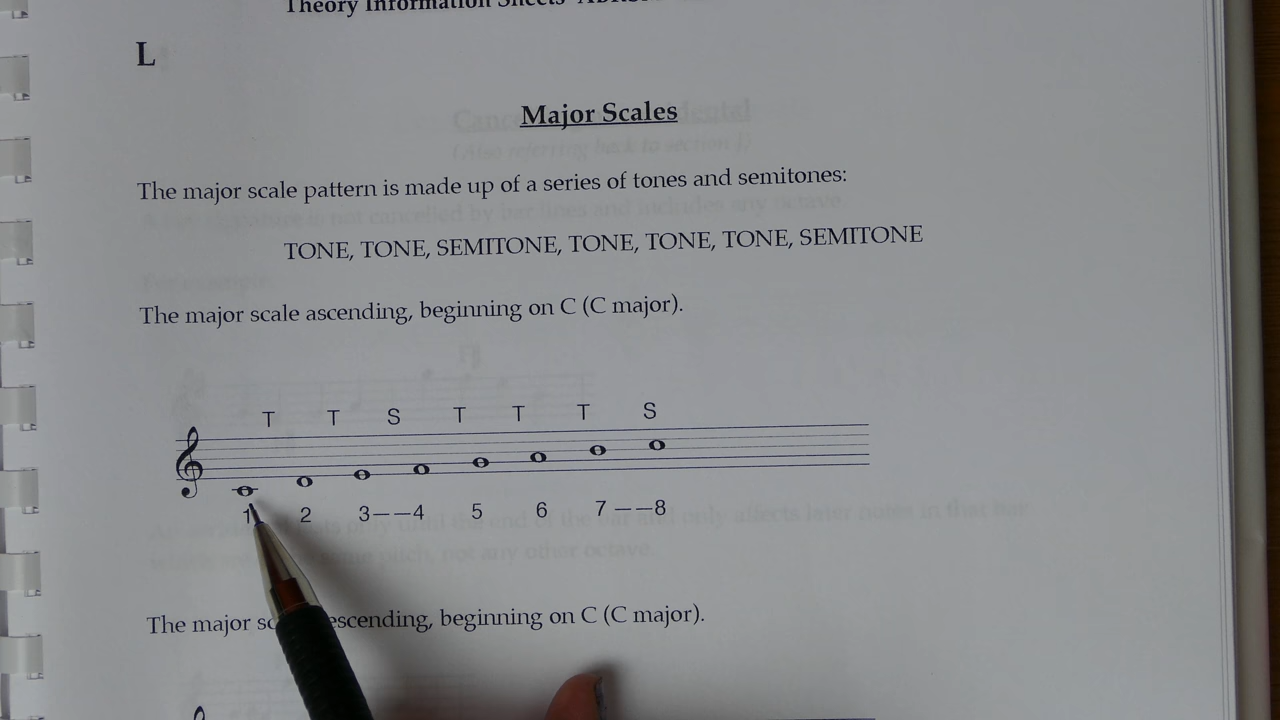 Theory Information Sheets
L
Major Scales
The major scale pattern is made up of a series of tones and semitones:
TONE, TONE, SEMITONE, TONE, TONE, TONE, SEMITONE
The major scale ascending, beginning on C (C major).
T T S T T T S
1 2 3——4 5 6 7——8
The major escending, beginning on C (C major).